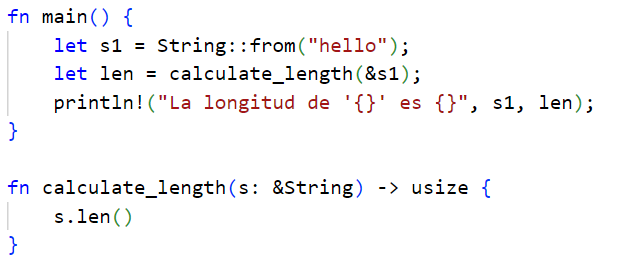 fn main() {
    let s1 = String::from("hello");
    let len = calculate_length(&s1);
    println!("La longitud de '{}' es {}", s1, len);
}

fn calculate_length(s: &String) -> usize {
    s.len()
}